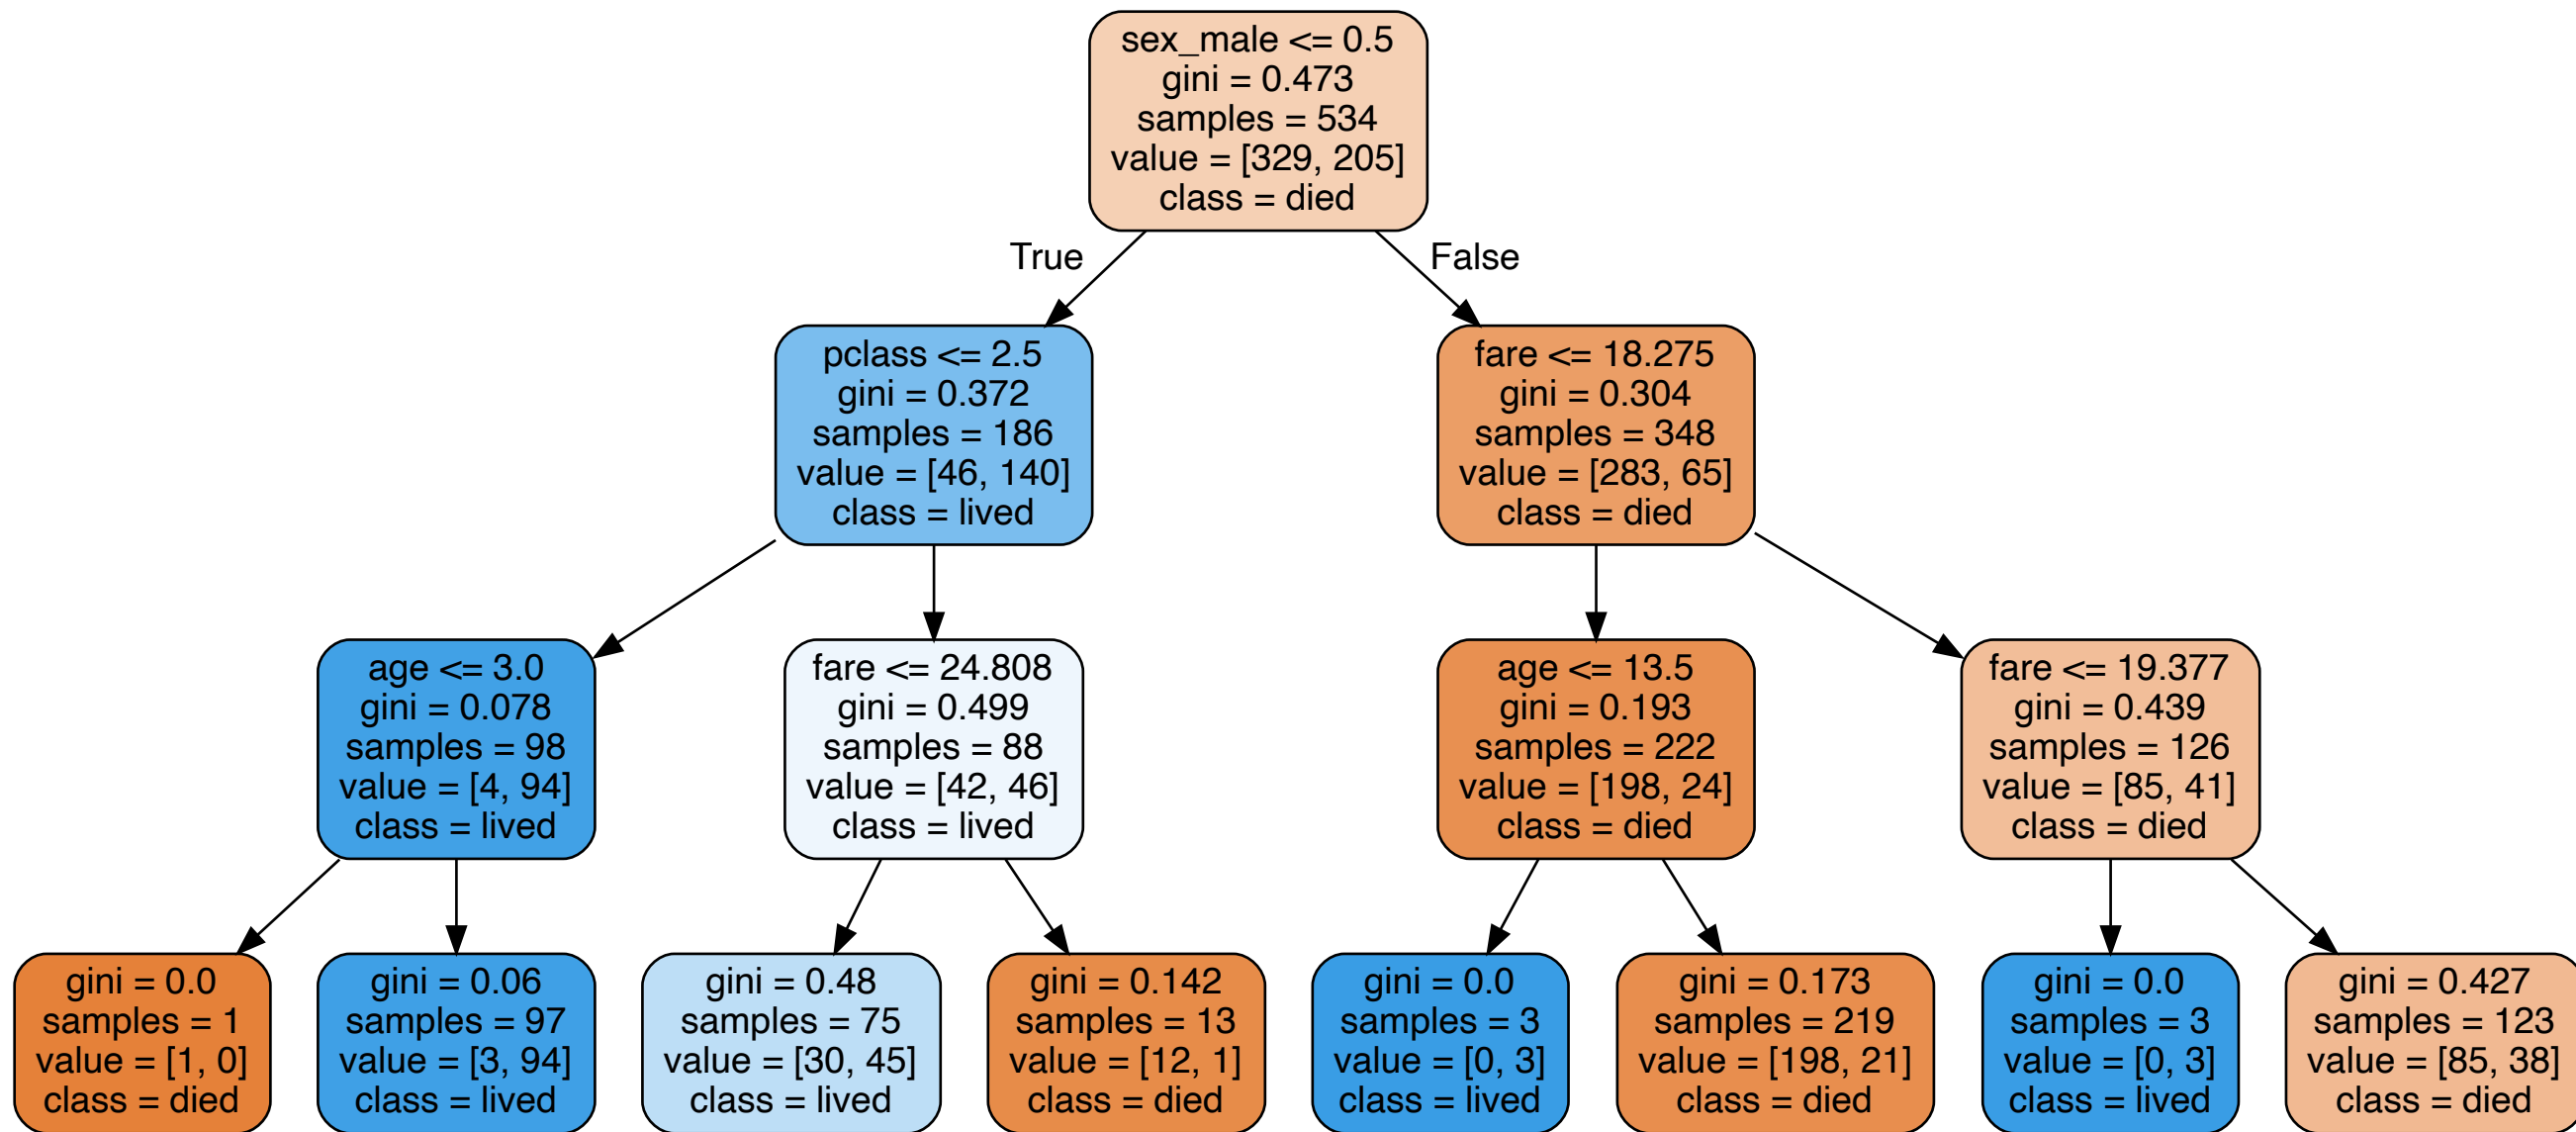 sex_male <= 0.5
gini = 0.473
samples = 534
value = [329, 205]
class = died
True
False
pclass <= 2.5
gini = 0.372
samples = 186
value = [46, 140]
class = lived
fare <= 18.275
gini = 0.304
samples = 348
value = [283, 65]
class = died
age <= 3.0
gini = 0.078
samples = 98
value = [4, 94]
class = lived
fare <= 24.808
gini = 0.499
samples = 88
value = [42, 46]
class = lived
age <= 13.5
gini = 0.193
samples = 222
value = [198, 24]
class = died
fare <= 19.377
gini = 0.439
samples = 126
value = [85, 41]
class = died
gini = 0.0
samples = 1
value = [1, 0]
class = died
gini = 0.06
samples = 97
value = [3, 94]
class = lived
gini = 0.48
samples = 75
value = [30, 45]
class = lived
gini = 0.142
samples = 13
value = [12, 1]
class = died
gini = 0.0
samples = 3
value = [0, 3]
class = lived
gini = 0.173
samples = 219
value = [198, 21]
class = died
gini = 0.0
samples = 3
value = [0, 3]
class = lived
gini = 0.427
samples = 123
value = [85, 38]
class = died